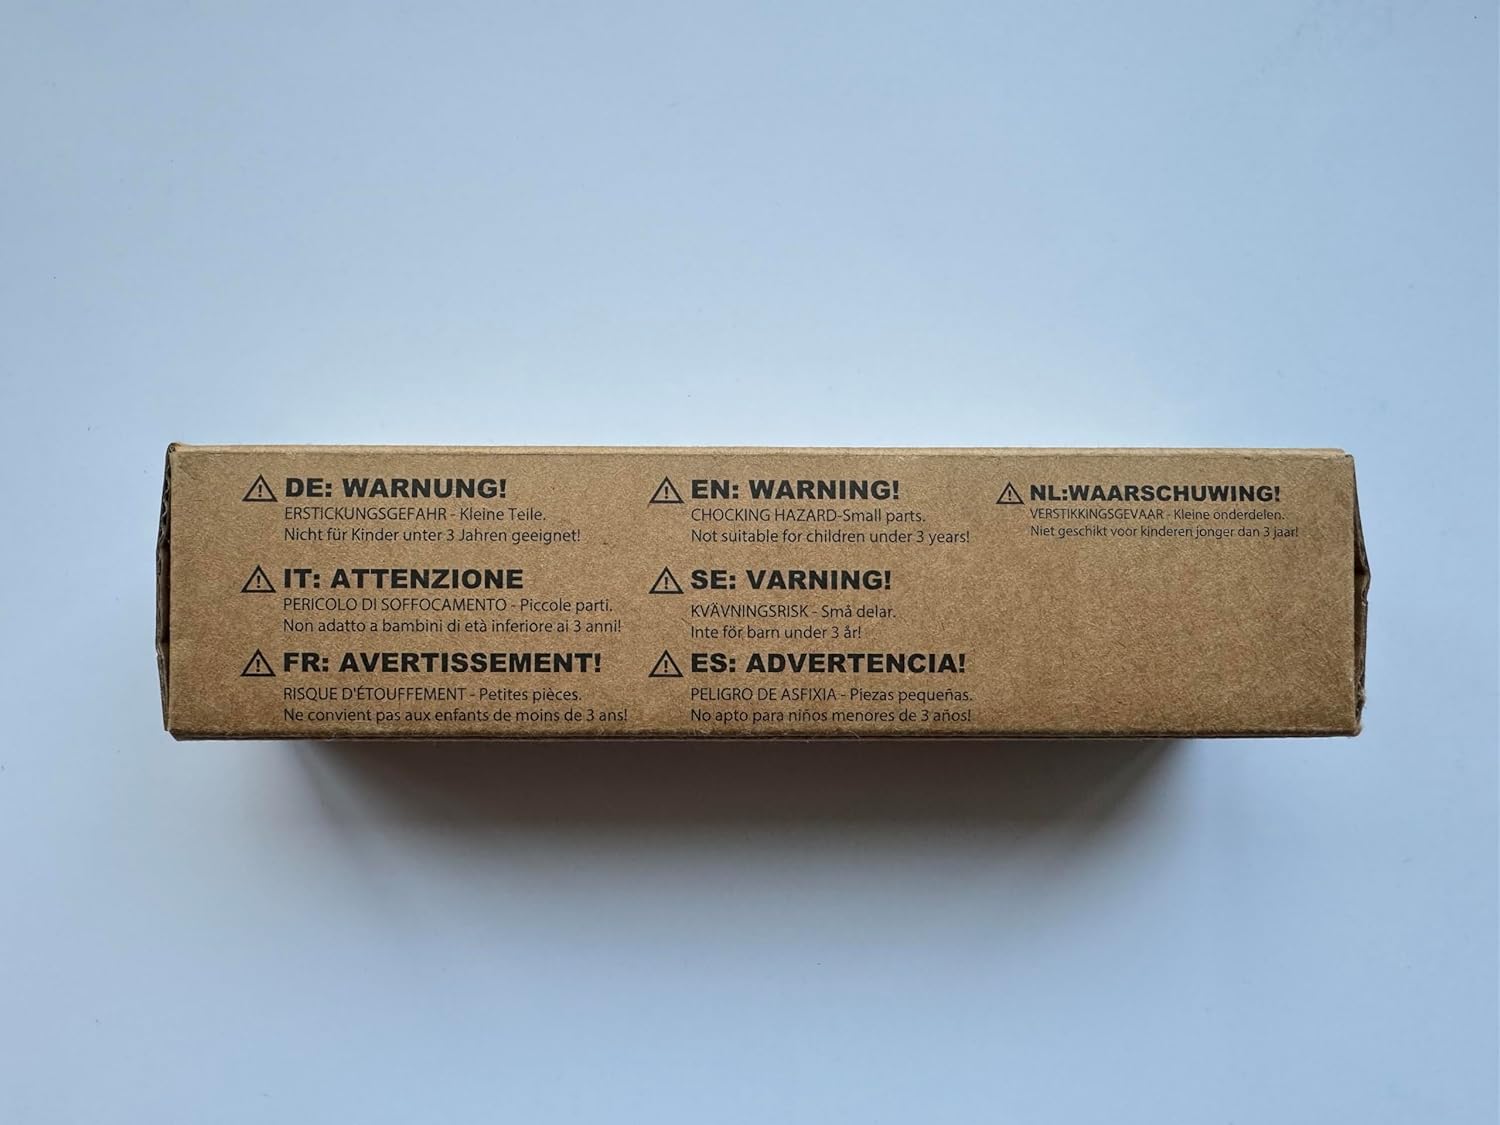 DE: WARNUNG!
ERSTICKUNGSGEFAHR - Kleine Teile.
Nicht für Kinder unter 3 Jahren geeignet!
IT: ATTENZIONE
PERICOLO DI SOFFOCAMENTO - Piccole parti.
Non adatto a bambini di età inferiore ai 3 anni!
FR: AVERTISSEMENT!
RISQUE D'ÉTOUFFEMENT - Petites pièces.
Ne convient pas aux enfants de moins de 3 ans!
EN: WARNING!
CHOCKING HAZARD-Small parts.
Not suitable for children under 3 years!
SE: VARNING!
KVÄVNINGSRISK - Små delar.
Inte för barn under 3 år!
ES: ADVERTENCIA!
PELIGRO DE ASFIXIA - Piezas pequeñas.
No apto para niños menores de 3 años!
NL:WAARSCHUWING!
VERSTIKKINGSGEVAAR - Kleine onderdelen.
Niet geschikt voor kinderen jonger dan 3 jaar!